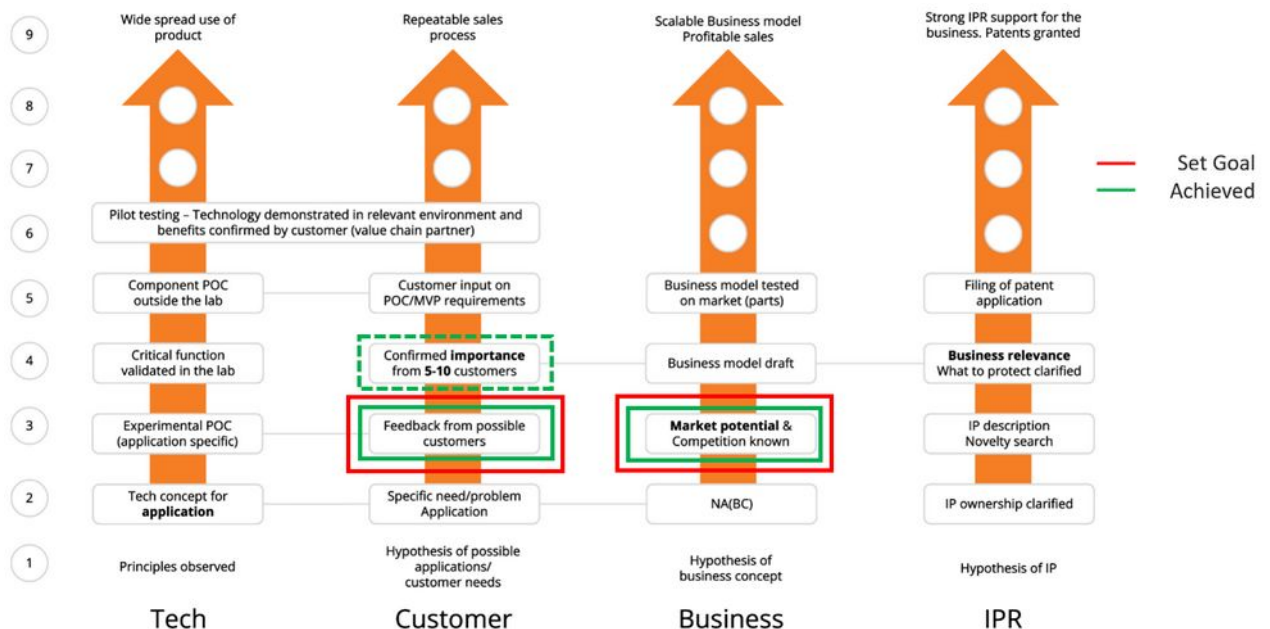 9
Wide spread use of
product
Repeatable sales
process
Scalable Business model
Profitable sales
Strong IPR support for the
business. Patents granted
8
7
Set Goal
Achieved
6
Pilot testing – Technology demonstrated in relevant environment and
benefits confirmed by customer (value chain partner)
5
Component POC
outside the lab
Customer input on
POC/MVP requirements
Business model tested
on market (parts)
Filing of patent
application
4
Critical function
validated in the lab
Confirmed importance
from 5-10 customers
Business model draft
Business relevance
What to protect clarified
3
Experimental POC
(application specific)
Feedback from possible
customers
Market potential &
Competition known
IP description
Novelty search
2
Tech concept for
application
Specific need/problem
Application
NA(BC)
IP ownership clarified
1
Principles observed
Hypothesis of possible
applications/
customer needs
Hypothesis of
business concept
Hypothesis of IP
Tech
Customer
Business
IPR